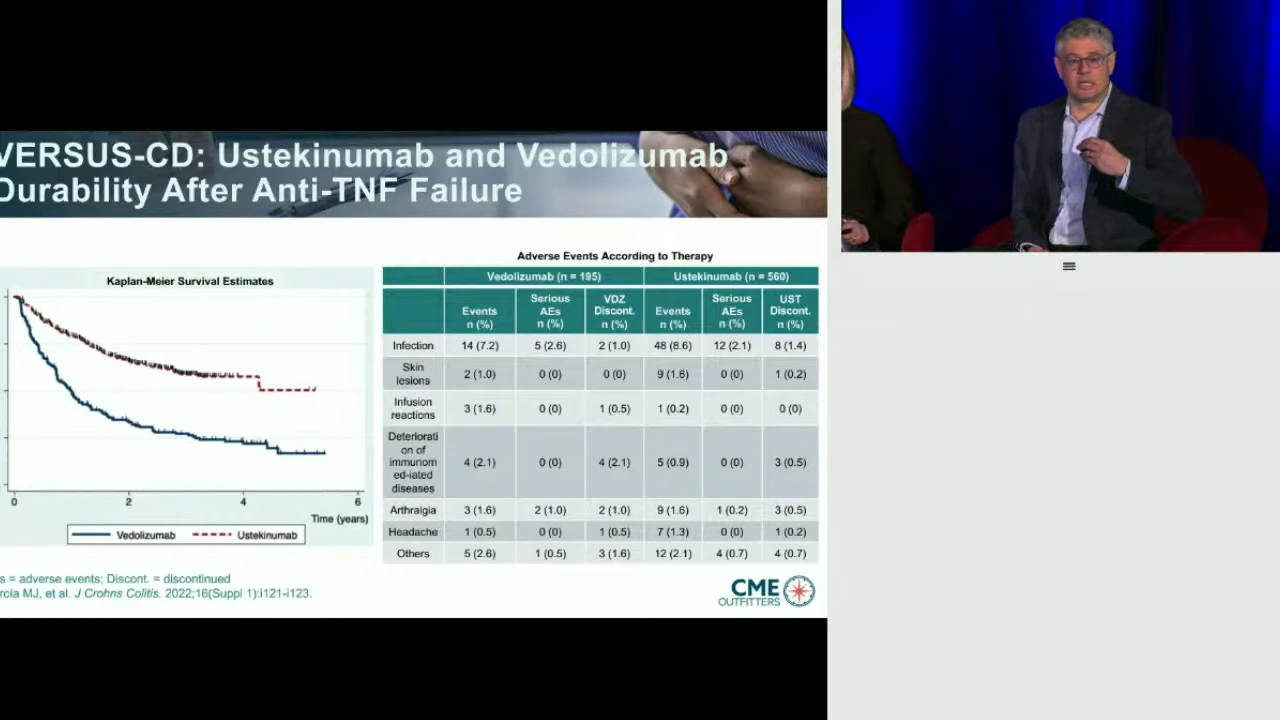 VERSUS-CD: Ustekinumab and Vedolizumab
Durability After Anti-TNF Failure
Kaplan-Meier Survival Estimates
0 2 4 6
Time (years)
Vedolizumab Ustekinumab
Adverse Events According to Therapy
Vedolizumab (n = 195) Ustekinumab (n = 560)
Events n (%) Serious AEs n (%) VDZ Discont. n (%) Events n (%) Serious AEs n (%) UST Discont. n (%)
Infection 14 (7.2) 5 (2.6) 2 (1.0) 48 (8.6) 12 (2.1) 8 (1.4)
Skin lesions 2 (1.0) 0 (0) 0 (0) 9 (1.6) 0 (0) 1 (0.2)
Infusion reactions 3 (1.6) 0 (0) 1 (0.5) 1 (0.2) 0 (0) 0 (0)
Deteriorati on of immunom ed-iated diseases 4 (2.1) 0 (0) 4 (2.1) 5 (0.9) 0 (0) 3 (0.5)
Arthralgia 3 (1.6) 2 (1.0) 2 (1.0) 9 (1.6) 1 (0.2) 3 (0.5)
Headache 1 (0.5) 0 (0) 1 (0.5) 7 (1.3) 0 (0) 1 (0.2)
Others 5 (2.6) 1 (0.5) 3 (1.6) 12 (2.1) 4 (0.7) 4 (0.7)
s = adverse events; Discont. = discontinued
rcía MJ, et al. J Crohns Colitis. 2022;16(Suppl 1):i121-i123.
CME
OUTFITTERS